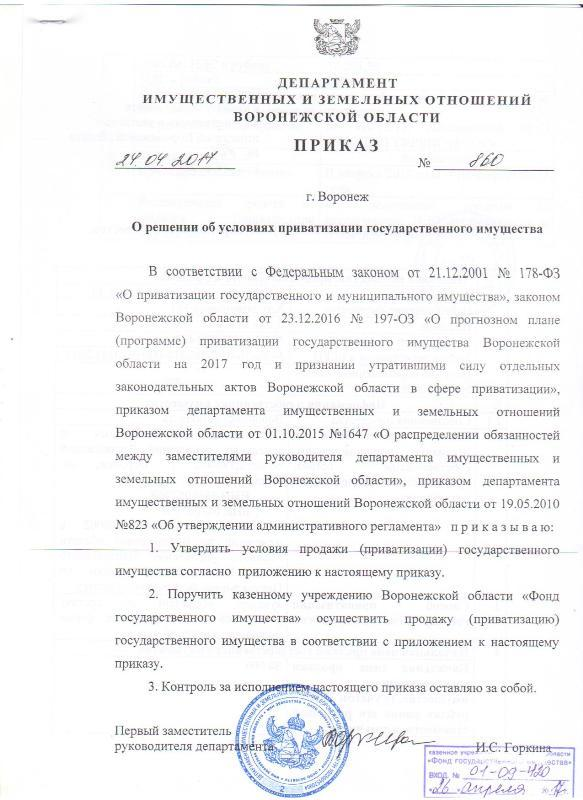 ДЕПАРТАМЕНТ
ИМУЩЕСТВЕННЫХ И ЗЕМЕЛЬНЫХ ОТНОШЕНИЙ
ВОРОНЕЖСКОЙ ОБЛАСТИ
ПРИКАЗ
24.04.2017 № 860
г. Воронеж
О решении об условиях приватизации государственного имущества
В соответствии с Федеральным законом от 21.12.2001 № 178-ФЗ
«О приватизации государственного и муниципального имущества», законом
Воронежской области от 23.12.2016 № 197-ОЗ «О прогнозном плане
(программе) приватизации государственного имущества Воронежской
области на 2017 год и признании утратившими силу отдельных
законодательных актов Воронежской области в сфере приватизации»,
приказом департамента имущественных и земельных отношений
Воронежской области от 01.10.2015 №1647 «О распределении обязанностей
между заместителями руководителя департамента имущественных и
земельных отношений Воронежской области», приказом департамента
имущественных и земельных отношений Воронежской области от 19.05.2010
№823 «Об утверждении административного регламента» п р и к а з ы в а ю:
1. Утвердить условия продажи (приватизации) государственного
имущества согласно приложению к настоящему приказу.
2. Поручить казенному учреждению Воронежской области «Фонд
государственного имущества» осуществить продажу (приватизацию)
государственного имущества в соответствии с приложением к настоящему
приказу.
3. Контроль за исполнением настоящего приказа оставляю за собой.
Первый заместитель
руководителя департамента И.С. Горкина
казенное области
«Фонд государственного имущества»
ВХОД. № 01-09-420
«26» апреля